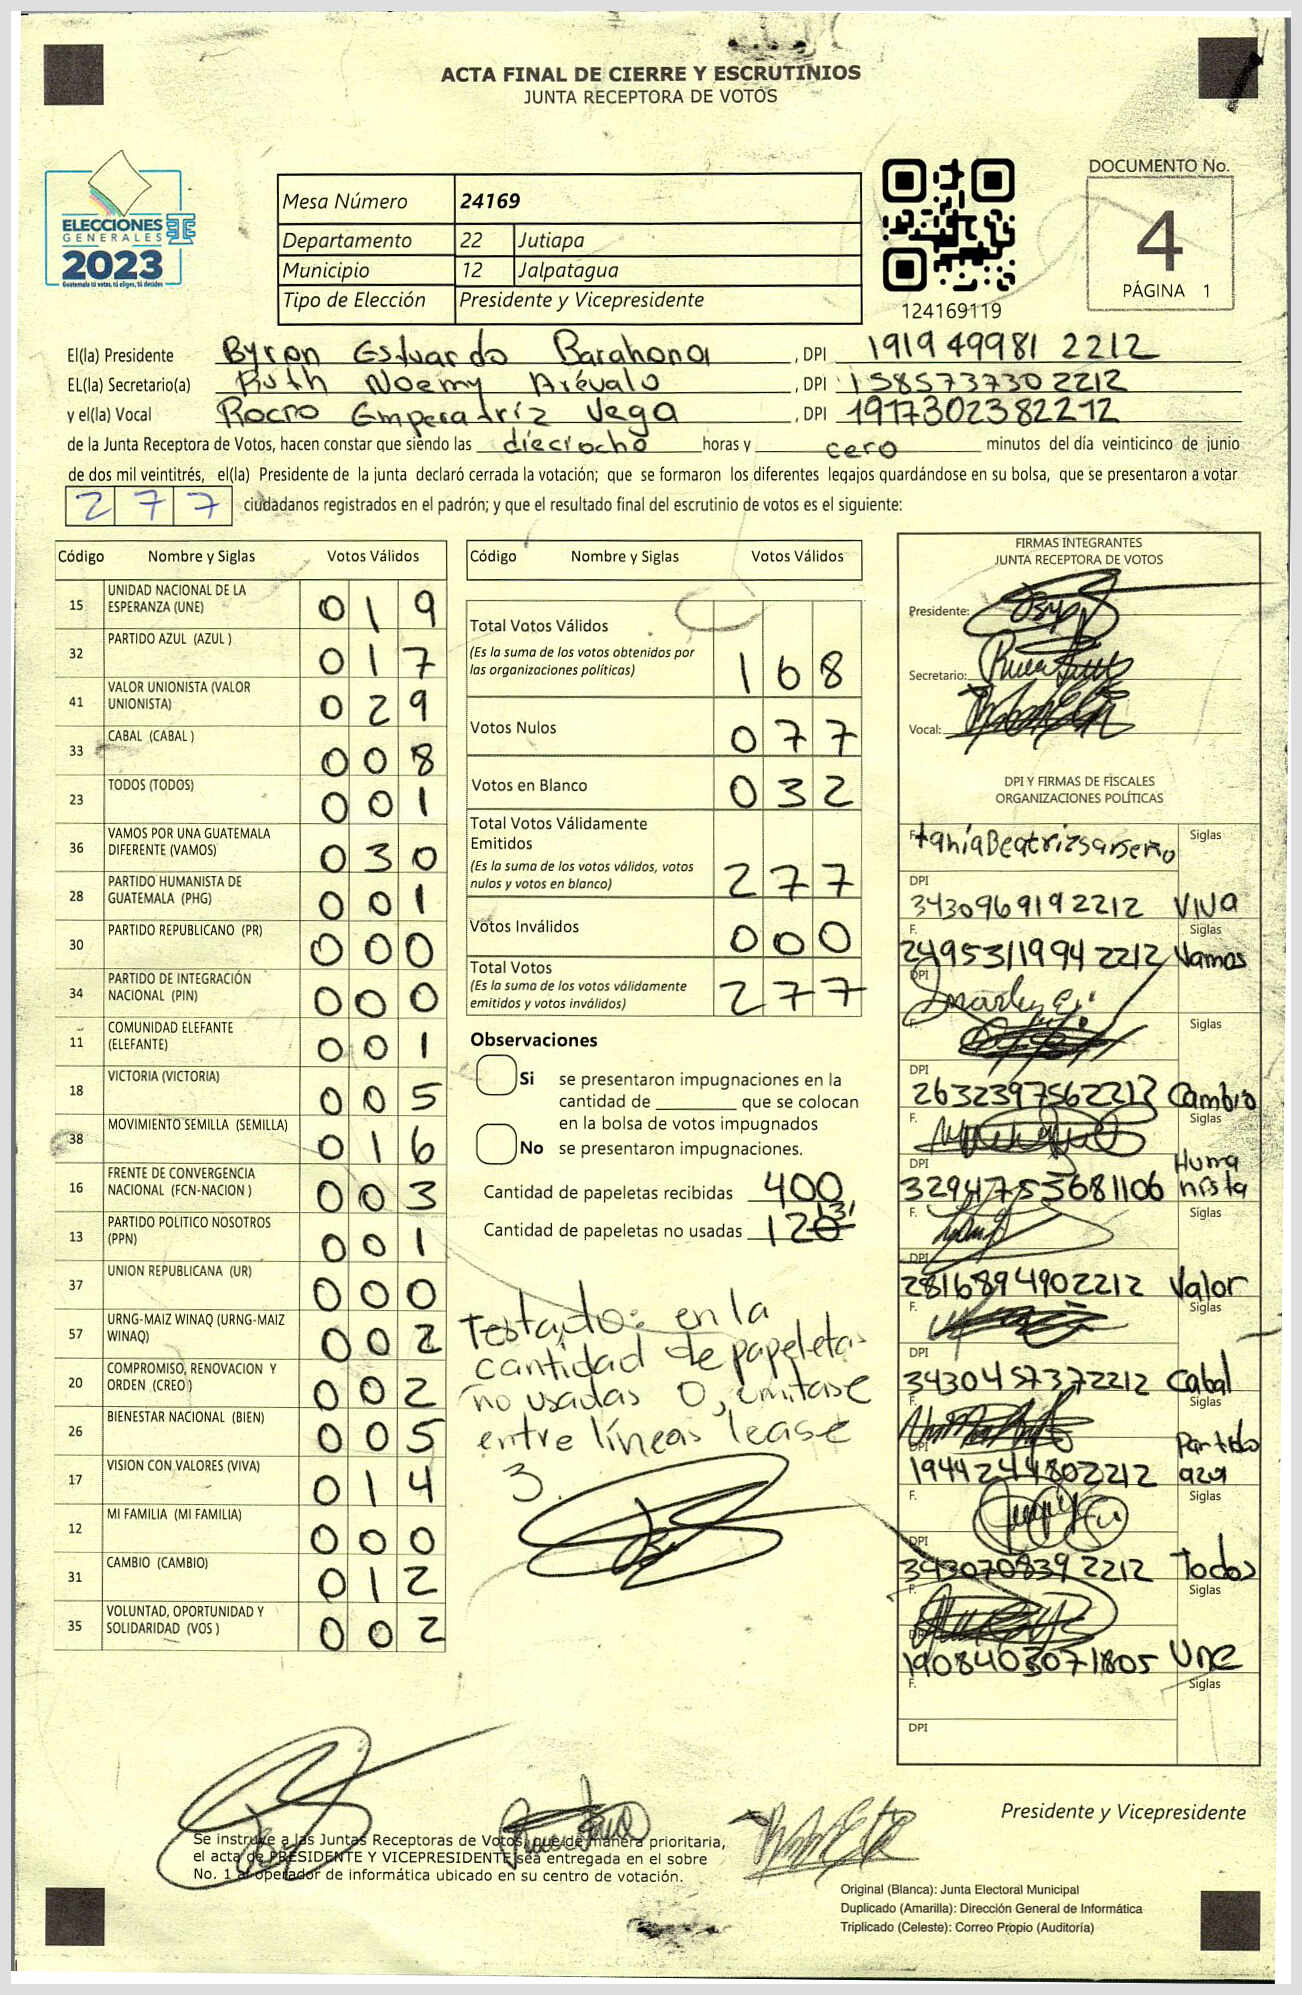 ACTA FINAL DE CIERRE Y ESCRUTINIOS
JUNTA RECEPTORA DE VOTOS
ELECCIONES
GENERALES
2023
Guatemala tú votas, tú eliges, tú decides
Mesa Número 24169
Departamento 22 Jutiapa
Municipio 12 Jalpatagua
Tipo de Elección Presidente y Vicepresidente
124169119
DOCUMENTO No.
4
PÁGINA 1
El(la) Presidente Byron Estuardo Barahona, DPI 1919 49981 2212
EL(la) Secretario(a) Ruth Noemy Arévalo, DPI 158573730 2212
y el(la) Vocal Rocío Emperatriz Vega, DPI 1917302382212
de la Junta Receptora de Votos, hacen constar que siendo las dieciocho horas y cero minutos del día veinticinco de junio
de dos mil veintitrés, el(la) Presidente de la junta declaró cerrada la votación; que se formaron los diferentes legajos quardándose en su bolsa, que se presentaron a votar
277 ciudadanos registrados en el padrón; y que el resultado final del escrutinio de votos es el siguiente:
Código Nombre y Siglas Votos Válidos
15 UNIDAD NACIONAL DE LA ESPERANZA (UNE) 0 1 9
32 PARTIDO AZUL (AZUL ) 0 1 7
41 VALOR UNIONISTA (VALOR UNIONISTA) 0 2 9
33 CABAL (CABAL ) 0 0 8
23 TODOS (TODOS) 0 0 1
36 VAMOS POR UNA GUATEMALA DIFERENTE (VAMOS) 0 3 0
28 PARTIDO HUMANISTA DE GUATEMALA (PHG) 0 0 1
30 PARTIDO REPUBLICANO (PR) 0 0 0
34 PARTIDO DE INTEGRACIÓN NACIONAL (PIN) 0 0 0
11 COMUNIDAD ELEFANTE (ELEFANTE) 0 0 1
18 VICTORIA (VICTORIA) 0 0 5
38 MOVIMIENTO SEMILLA (SEMILLA) 0 1 6
16 FRENTE DE CONVERGENCIA NACIONAL (FCN-NACION ) 0 0 3
13 PARTIDO POLITICO NOSOTROS (PPN) 0 0 1
37 UNION REPUBLICANA (UR) 0 0 0
57 URNG-MAIZ WINAQ (URNG-MAIZ WINAQ) 0 0 2
20 COMPROMISO, RENOVACION Y ORDEN (CREO ) 0 0 2
26 BIENESTAR NACIONAL (BIEN) 0 0 5
17 VISION CON VALORES (VIVA) 0 1 4
12 MI FAMILIA (MI FAMILIA) 0 0 0
31 CAMBIO (CAMBIO) 0 1 2
35 VOLUNTAD, OPORTUNIDAD Y SOLIDARIDAD (VOS ) 0 0 2
Código Nombre y Siglas Votos Válidos
Total Votos Válidos
(Es la suma de los votos obtenidos por
las organizaciones políticas) 1 6 8
Votos Nulos 0 7 7
Votos en Blanco 0 3 2
Total Votos Válidamente
Emitidos
(Es la suma de los votos válidos, votos
nulos y votos en blanco) 2 7 7
Votos Inválidos 0 0 0
Total Votos
(Es la suma de los votos válidamente
emitidos y votos inválidos) 2 7 7
Observaciones
Si se presentaron impugnaciones en la
cantidad de ________ que se colocan
en la bolsa de votos impugnados
No se presentaron impugnaciones.
Cantidad de papeletas recibidas 400
Cantidad de papeletas no usadas 120 "3"
Testado: en la
cantidad de papeletas
no usadas 0, omitase
entre líneas lease
3.
FIRMAS INTEGRANTES
JUNTA RECEPTORA DE VOTOS
Presidente:
Secretario:
Vocal:
DPI Y FIRMAS DE FISCALES
ORGANIZACIONES POLÍTICAS
F. Siglas
DPI
3430969192212 VIVA
F. Siglas
2495311994 2212 Vamos
DPI
F. Siglas
DPI
2632397562212 Cambio
F. Siglas
DPI Huma
3294755681106 nista
F. Siglas
DPI
2816894902212 Valor
F. Siglas
DPI
3430457372212 Cabal
F. Siglas
DPI Partido
1944244802212 azul
F. Siglas
DPI
343070839 2212 Todos
F. Siglas
DPI
1908403071805 Une
F. Siglas
DPI
Presidente y Vicepresidente
Se instruye a las Juntas Receptoras de Votos, que de manera prioritaria,
el acta de PRESIDENTE Y VICEPRESIDENTE sea entregada en el sobre
No. 1 al operador de informática ubicado en su centro de votación.
Original (Blanca): Junta Electoral Municipal
Duplicado (Amarilla): Dirección General de Informática
Triplicado (Celeste): Correo Propio (Auditoría)